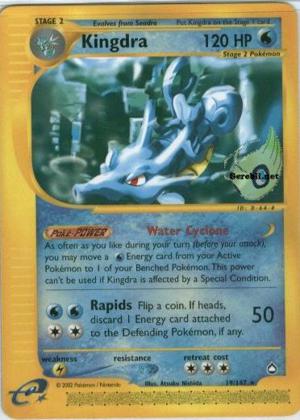 STAGE 2 Evolves from Seadra Put Kingdra on the Stage 1 card
Kingdra 120 HP
Stage 2 Pokémon
Serebii.net
ID: B-64-#
Poké-POWER Water Cyclone
As often as you like during your turn (before your attack),
you may move a Energy card from your Active
Pokémon to 1 of your Benched Pokémon. This power
can't be used if Kingdra is affected by a Special Condition.
Rapids Flip a coin. If heads,
discard 1 Energy card attached
to the Defending Pokémon, if any.
50
weakness resistance retreat cost
e © 2002 Pokémon / Nintendo Illus. Atsuko Nishida 19/147 ★